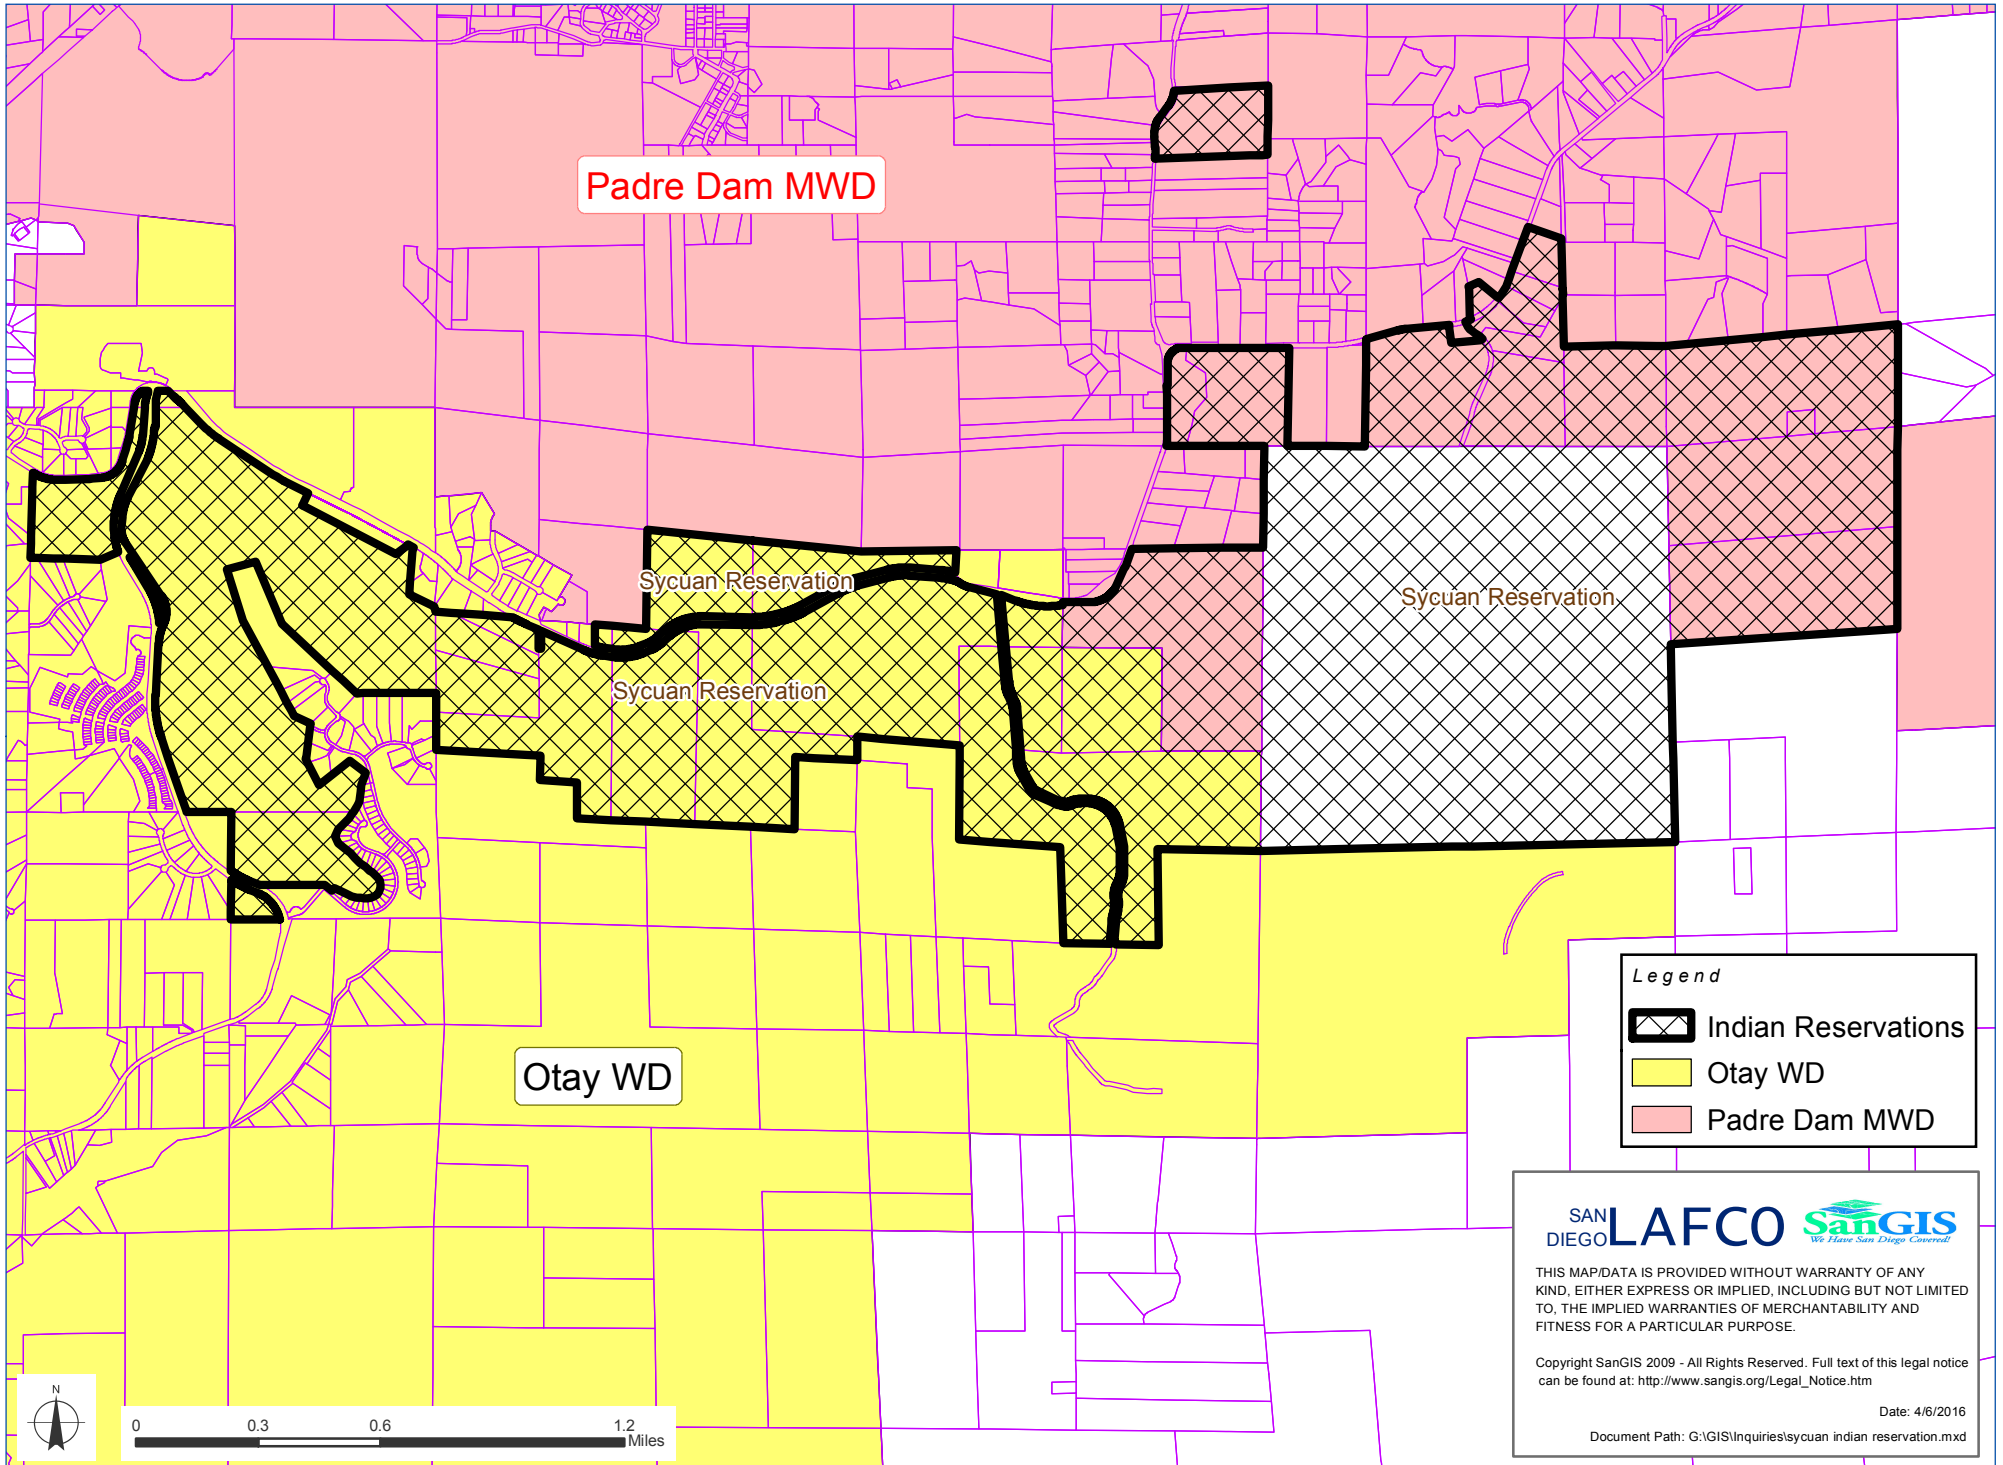 Padre Dam MWD
Sycuan Reservation
Sycuan Reservation
Sycuan Reservation
Otay WD
Legend
Indian Reservations
Otay WD
Padre Dam MWD
SAN DIEGO LAFCO
SanGIS
We Have San Diego Covered!
THIS MAP/DATA IS PROVIDED WITHOUT WARRANTY OF ANY
KIND, EITHER EXPRESS OR IMPLIED, INCLUDING BUT NOT LIMITED
TO, THE IMPLIED WARRANTIES OF MERCHANTABILITY AND
FITNESS FOR A PARTICULAR PURPOSE.
Copyright SanGIS 2009 - All Rights Reserved. Full text of this legal notice
can be found at: http://www.sangis.org/Legal_Notice.htm
Date: 4/6/2016
Document Path: G:\GIS\Inquiries\sycuan indian reservation.mxd
N
0 0.3 0.6 1.2
Miles